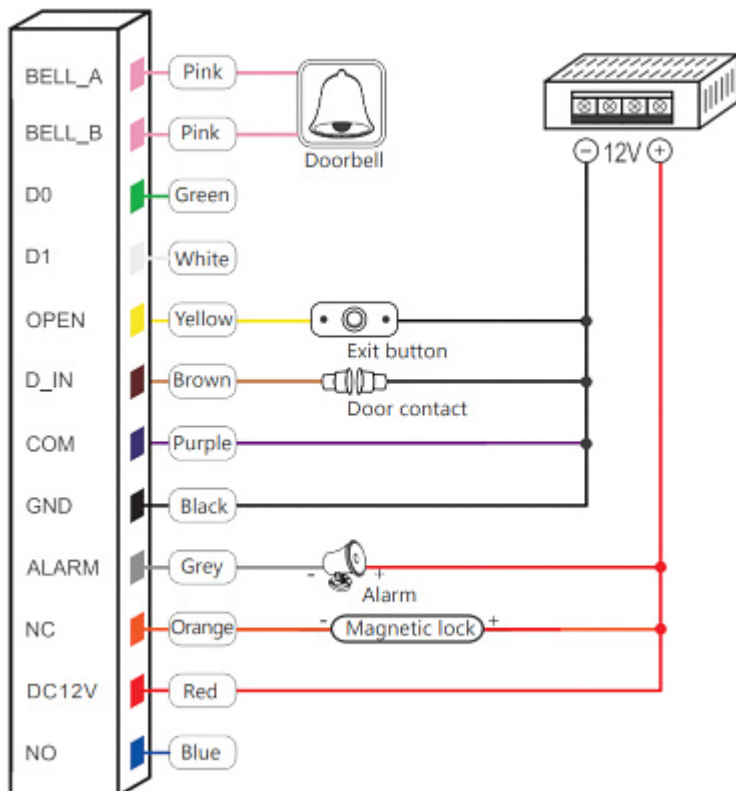 BELL_A Pink
BELL_B Pink
Doorbell
− 12V +
D0 Green
D1 White
OPEN Yellow
Exit button
D_IN Brown
Door contact
COM Purple
GND Black
ALARM Grey - +
Alarm
NC Orange - Magnetic lock +
DC12V Red
NO Blue